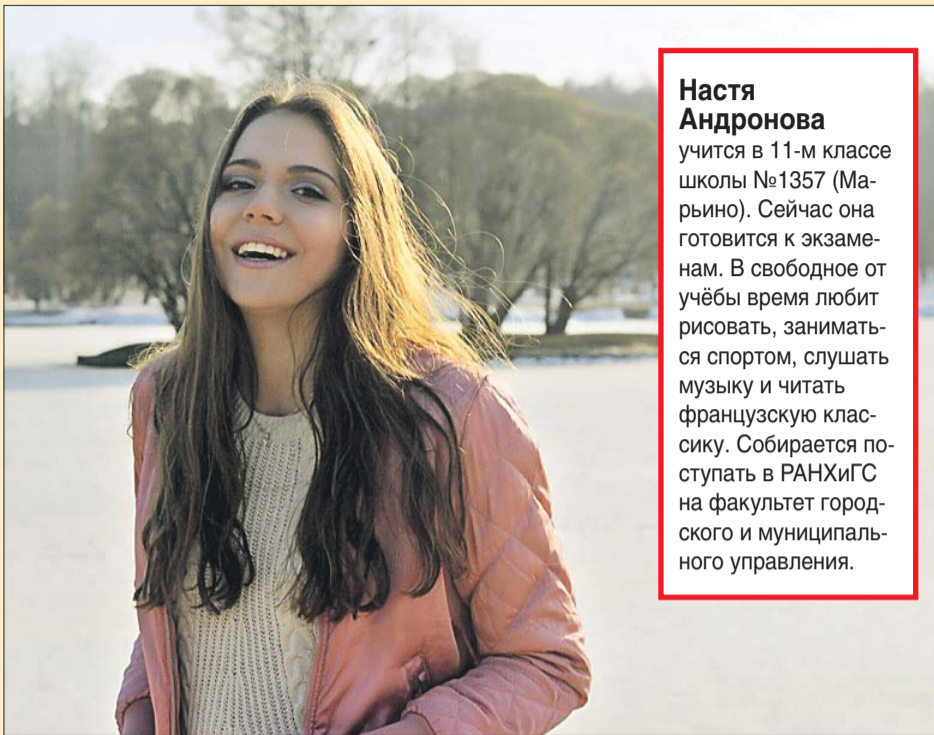 Настя
Андронова
учится в 11-м классе
школы №1357 (Ма-
рьино). Сейчас она
готовится к экзаме-
нам. В свободное от
учёбы время любит
рисовать, занимать-
ся спортом, слушать
музыку и читать
французскую клас-
сику. Собирается по-
ступать в РАНХиГС
на факультет город-
ского и муниципаль-
ного управления.